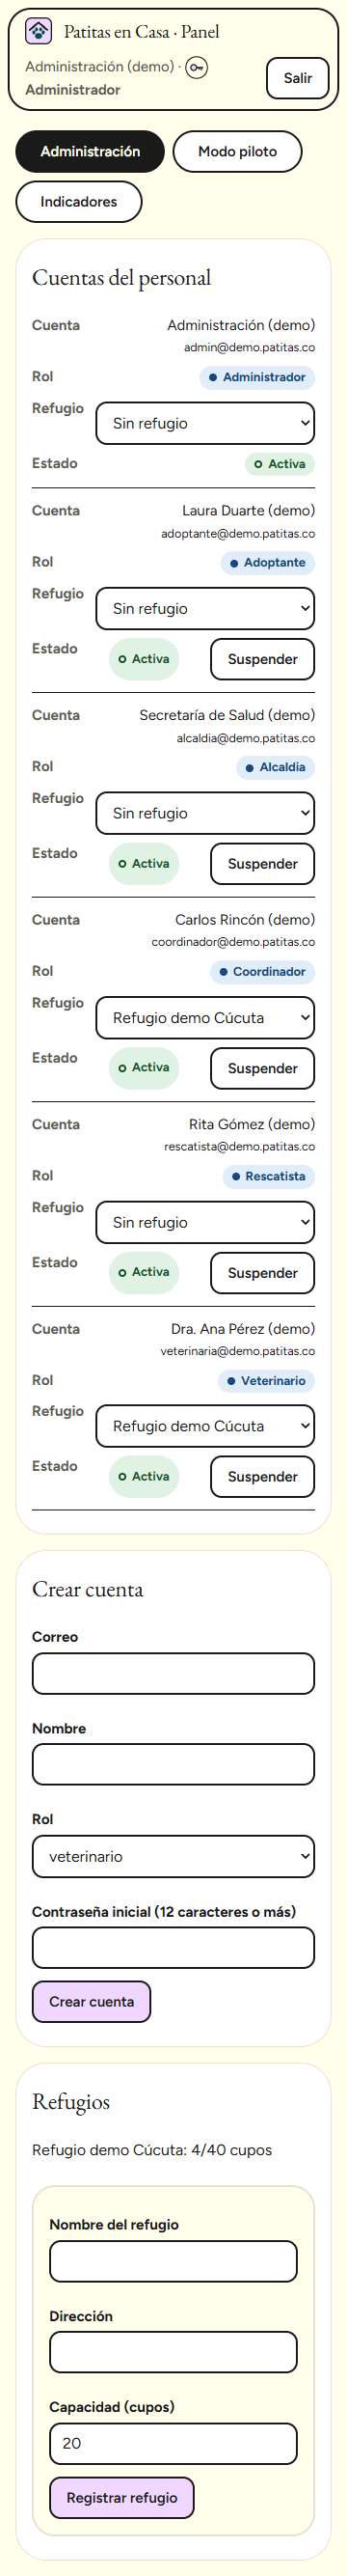 Patitas en Casa · Panel
Administración (demo) ·
Administrador
Salir
Administración
Modo piloto
Indicadores
Cuentas del personal
Cuenta
Administración (demo)
admin@demo.patitas.co
Rol
Administrador
Refugio
Sin refugio
Estado
Activa
Cuenta
Laura Duarte (demo)
adoptante@demo.patitas.co
Rol
Adoptante
Refugio
Sin refugio
Estado
Activa
Suspender
Cuenta
Secretaría de Salud (demo)
alcaldia@demo.patitas.co
Rol
Alcaldia
Refugio
Sin refugio
Estado
Activa
Suspender
Cuenta
Carlos Rincón (demo)
coordinador@demo.patitas.co
Rol
Coordinador
Refugio
Refugio demo Cúcuta
Estado
Activa
Suspender
Cuenta
Rita Gómez (demo)
rescatista@demo.patitas.co
Rol
Rescatista
Refugio
Sin refugio
Estado
Activa
Suspender
Cuenta
Dra. Ana Pérez (demo)
veterinaria@demo.patitas.co
Rol
Veterinario
Refugio
Refugio demo Cúcuta
Estado
Activa
Suspender
Crear cuenta
Correo
Nombre
Rol
veterinario
Contraseña inicial (12 caracteres o más)
Crear cuenta
Refugios
Refugio demo Cúcuta: 4/40 cupos
Nombre del refugio
Dirección
Capacidad (cupos)
20
Registrar refugio